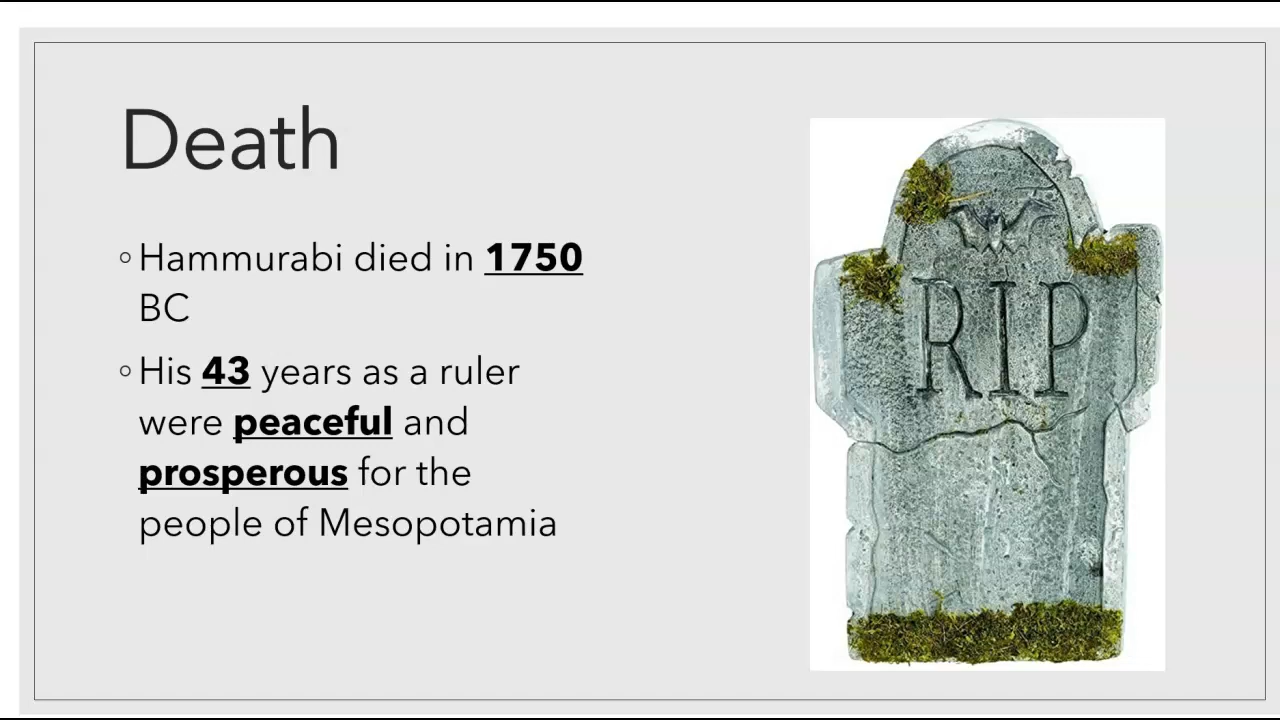 Death
◦ Hammurabi died in 1750
BC
◦ His 43 years as a ruler
were peaceful and
prosperous for the
people of Mesopotamia
RIP